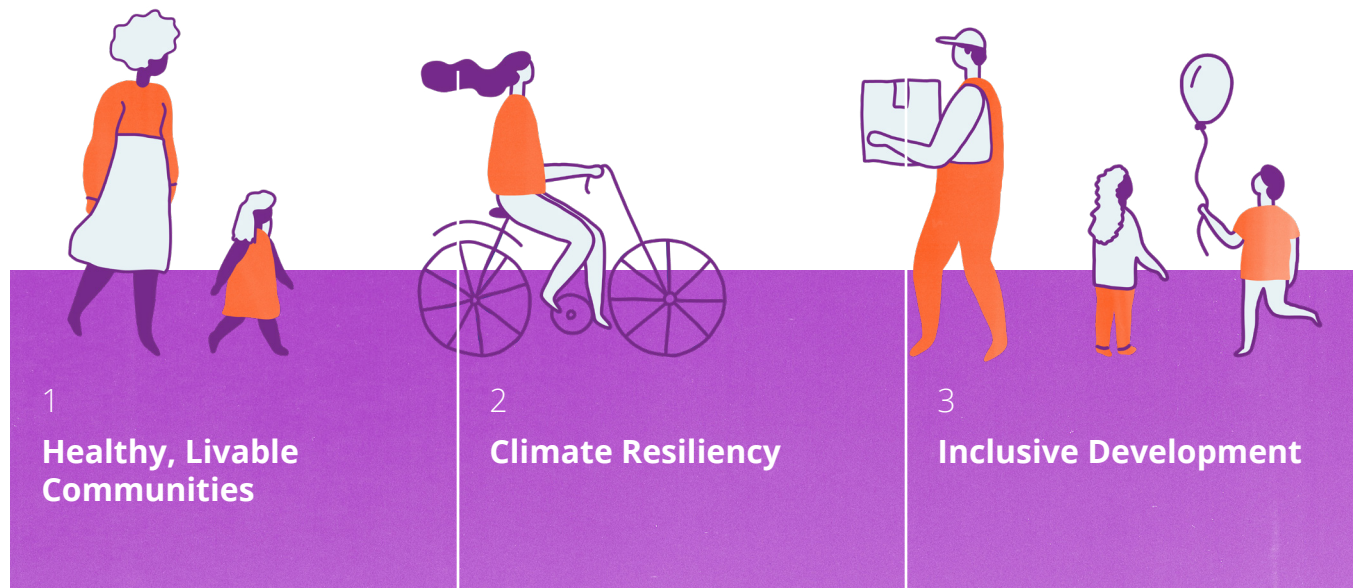 1
Healthy, Livable
Communities
2
Climate Resiliency
3
Inclusive Development